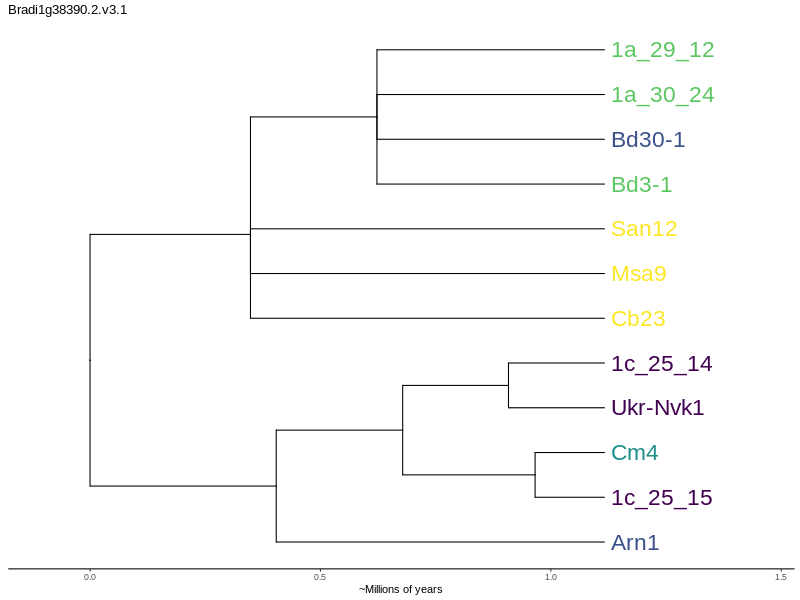 Bradi1g38390.2.v3.1
1a_29_12
1a_30_24
Bd30-1
Bd3-1
San12
Msa9
Cb23
1c_25_14
Ukr-Nvk1
Cm4
1c_25_15
Arn1
0.0 0.5 1.0 1.5
~Millions of years